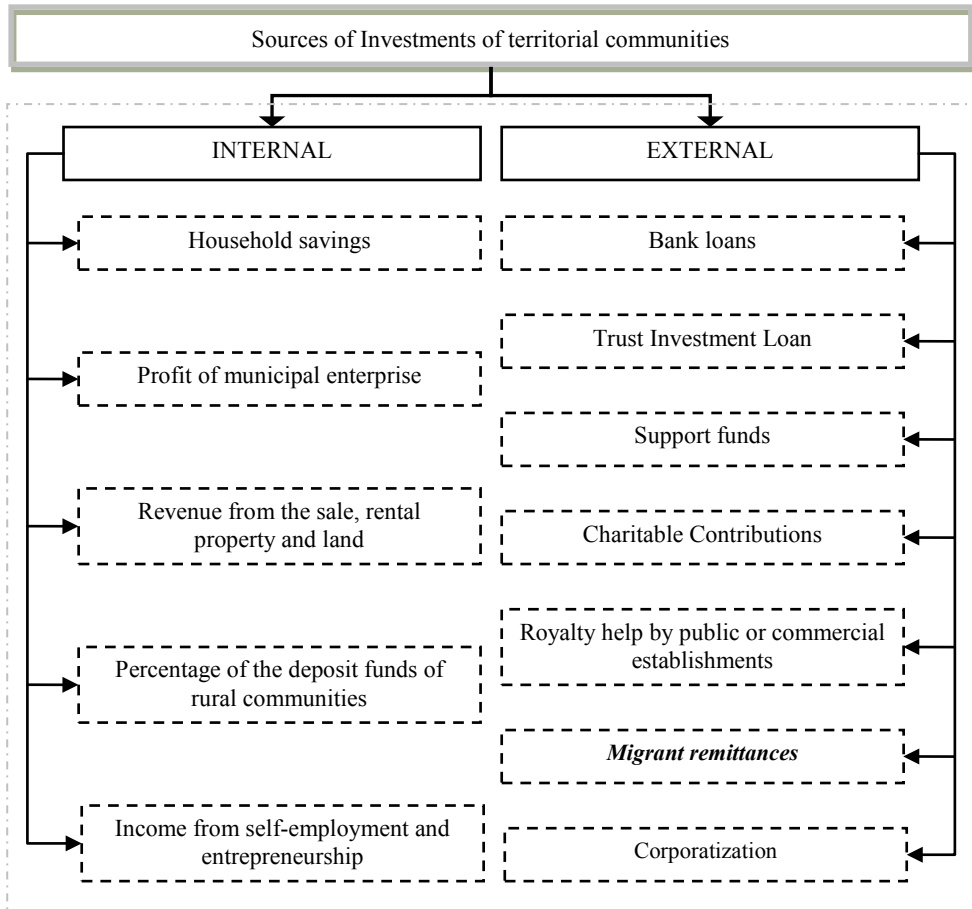 Sources of Investments of territorial communities
INTERNAL
Household savings
Profit of municipal enterprise
Revenue from the sale, rental
property and land
Percentage of the deposit funds of
rural communities
Income from self-employment and
entrepreneurship
EXTERNAL
Bank loans
Trust Investment Loan
Support funds
Charitable Contributions
Royalty help by public or commercial
establishments
Migrant remittances
Corporatization